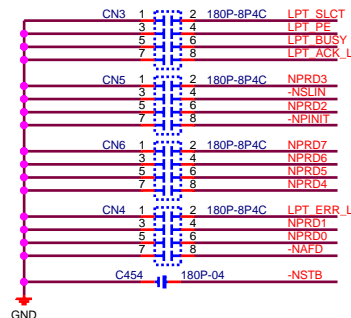 CN3 1 2 180P-8P4C LPT_SLCT
3 4 LPT_PE
5 6 LPT_BUSY
7 8 LPT_ACK_L
CN5 1 2 180P-8P4C NPRD3
3 4 -NSLIN
5 6 NPRD2
7 8 -NPINIT
CN6 1 2 180P-8P4C NPRD7
3 4 NPRD6
5 6 NPRD5
7 8 NPRD4
CN4 1 2 180P-8P4C LPT_ERR_L
3 4 NPRD1
5 6 NPRD0
7 8 -NAFD
C454 180P-04 -NSTB
GND